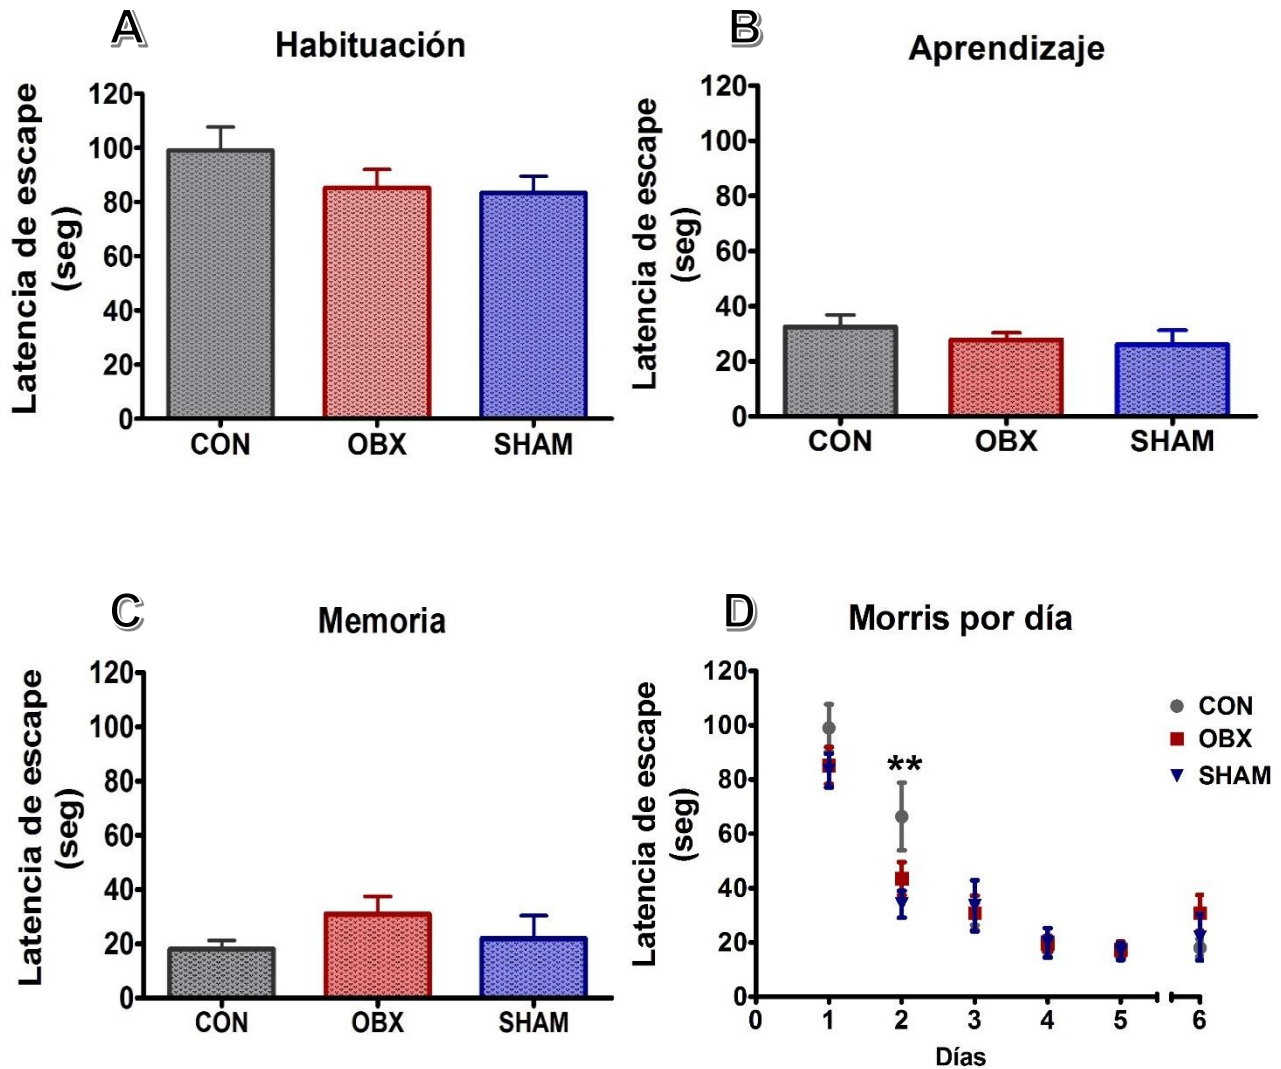 A
Habituación
Latencia de escape
(seg)
120
100
80
60
40
20
0
CON OBX SHAM
B
Aprendizaje
Latencia de escape
(seg)
120
100
80
60
40
20
0
CON OBX SHAM
C
Memoria
Latencia de escape
(seg)
120
100
80
60
40
20
0
CON OBX SHAM
D
Morris por día
Latencia de escape
(seg)
120
100
80
60
40
20
0
**
CON
OBX
SHAM
0 1 2 3 4 5 6
Días